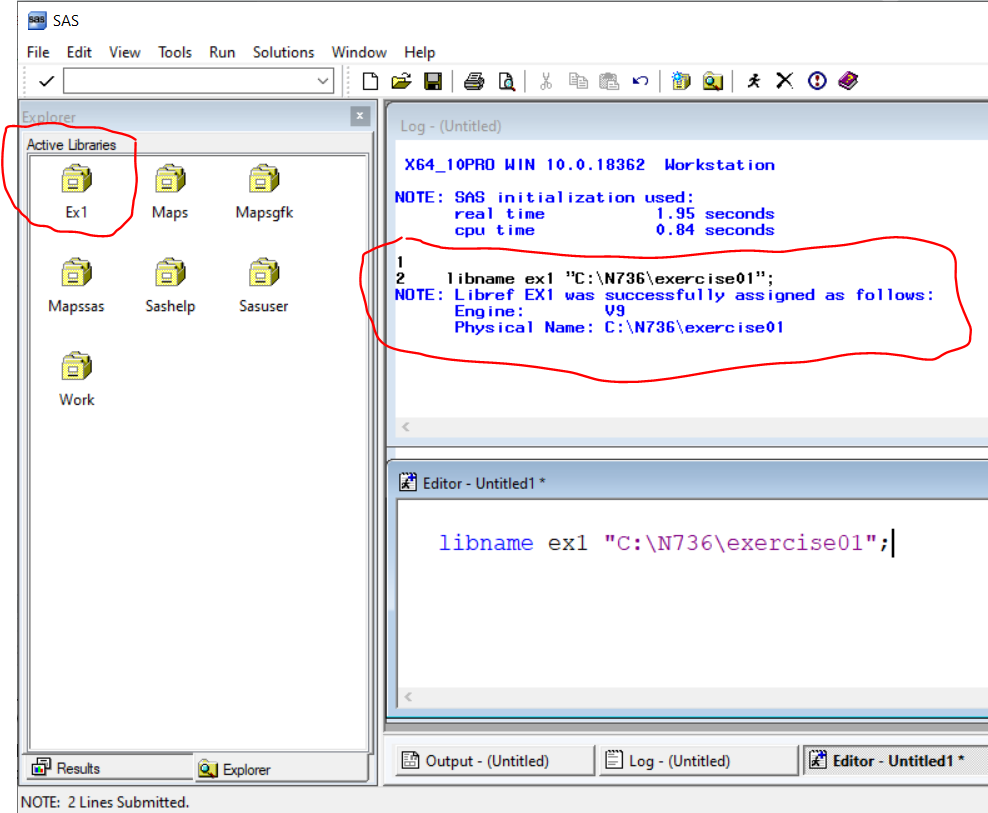 sas SAS
File Edit View Tools Run Solutions Window Help
Explorer
Active Libraries
Ex1 Maps Mapsgfk
Mapssas Sashelp Sasuser
Work
Results Explorer
Log - (Untitled)
X64_10PRO WIN 10.0.18362 Workstation
NOTE: SAS initialization used:
real time 1.95 seconds
cpu time 0.84 seconds
1
2 libname ex1 "C:\N736\exercise01";
NOTE: Libref EX1 was successfully assigned as follows:
Engine: V9
Physical Name: C:\N736\exercise01
Editor - Untitled1 *
libname ex1 "C:\N736\exercise01";
Output - (Untitled) Log - (Untitled) Editor - Untitled1 *
NOTE: 2 Lines Submitted.